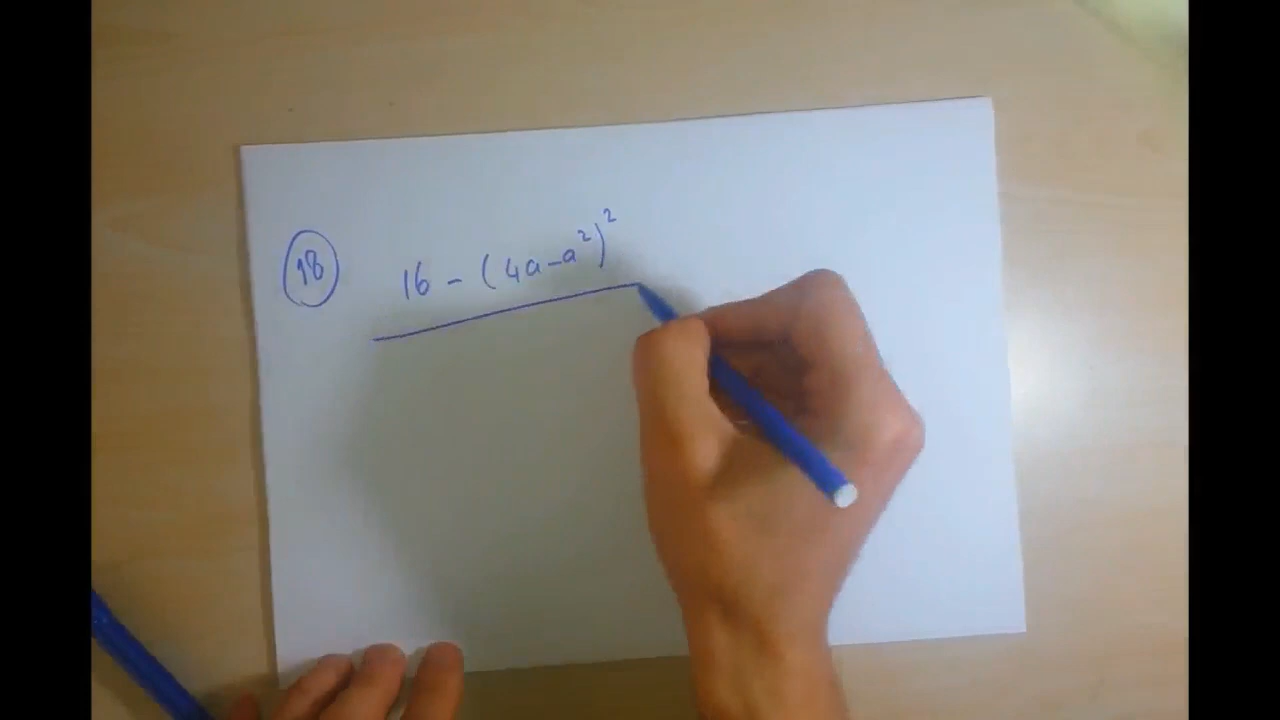 18 16 - (4a - a²)²